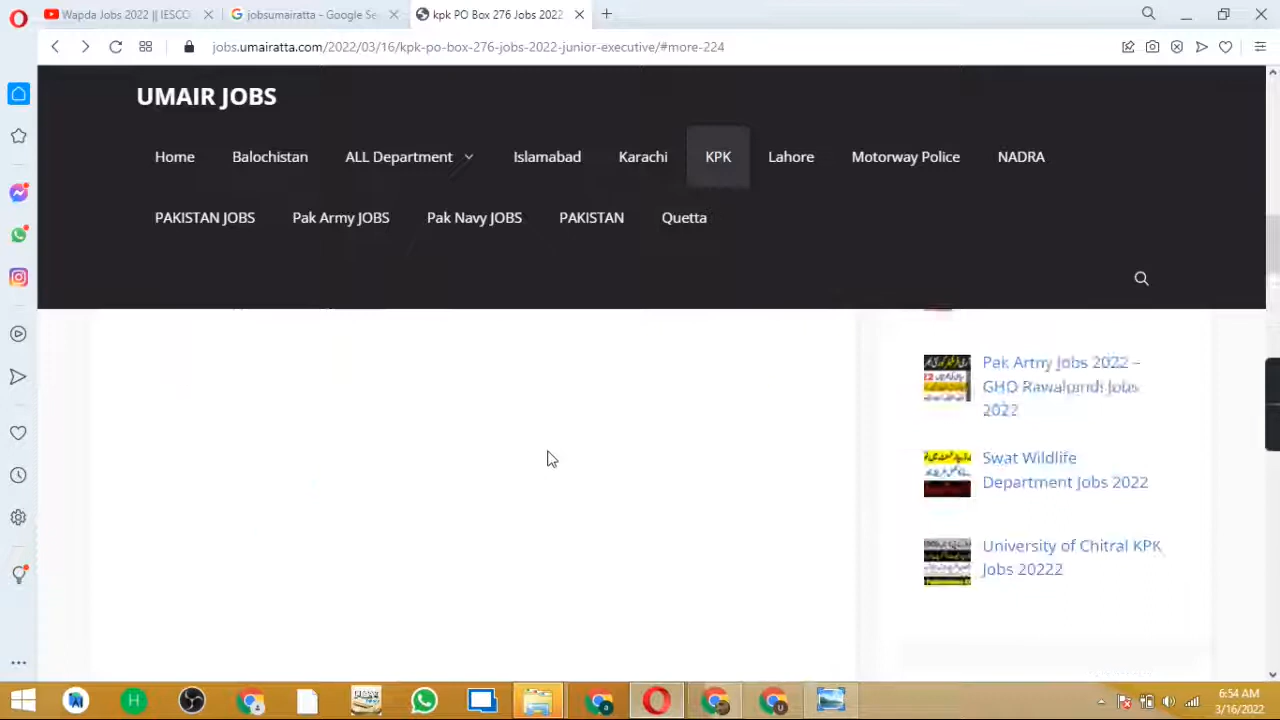 Wapda Jobs 2022 || IESCO
jobsumairatta - Google Se
kpk PO Box 276 Jobs 2022
jobs.umairatta.com/2022/03/16/kpk-po-box-276-jobs-2022-junior-executive/#more-224
UMAIR JOBS
Home
Balochistan
ALL Department
Islamabad
Karachi
KPK
Lahore
Motorway Police
NADRA
PAKISTAN JOBS
Pak Army JOBS
Pak Navy JOBS
PAKISTAN
Quetta
Pak Army Jobs 2022 –
GHQ Rawalpindi Jobs
2022
Swat Wildlife
Department Jobs 2022
University of Chitral KPK
Jobs 20222
6:54 AM
3/16/2022